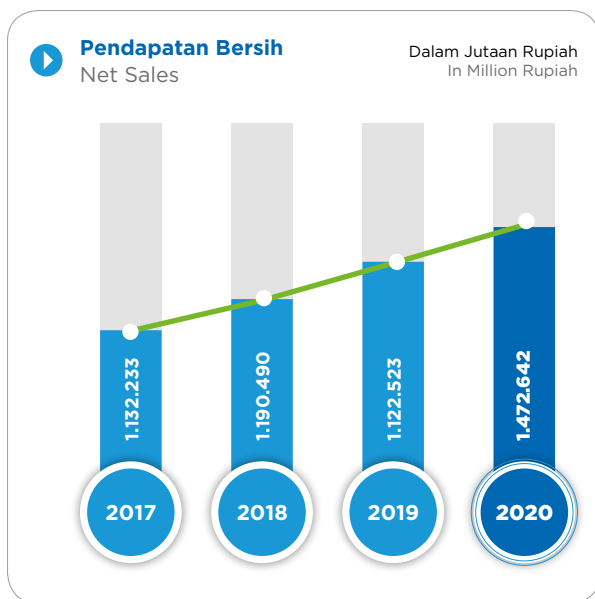 Pendapatan Bersih
Net Sales
Dalam Jutaan Rupiah
In Million Rupiah
1.132.233
1.190.490
1.122.523
1.472.642
2017
2018
2019
2020